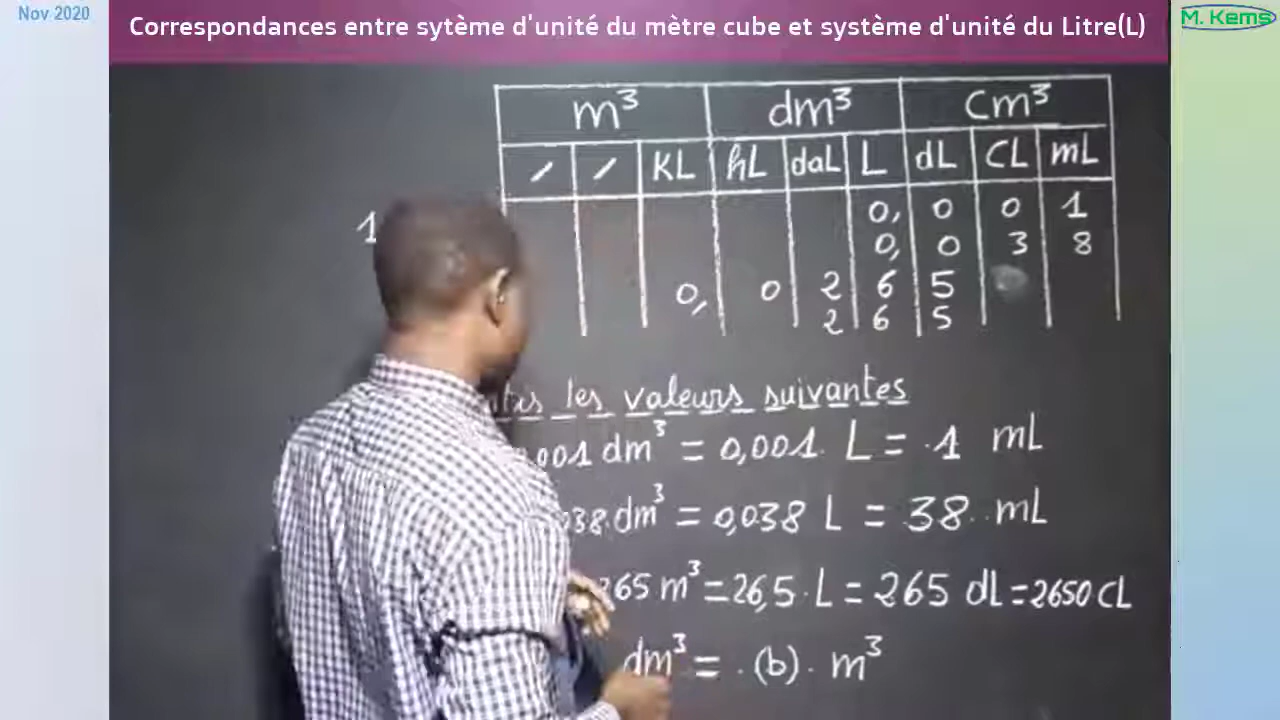 Nov 2020
Correspondances entre sytème d'unité du mètre cube et système d'unité du Litre(L)
M. Kems
m³ dm³ Cm³
/ / KL hL daL L dL CL mL
0, 0 0 1
1
0, 0 3 8
0, 0 2 6 5
2 6 5
les valeurs suivantes
,001 dm³ = 0,001. L = .1 mL
038.dm³ = 0,038 L = .38.. mL
265 m³ = 26,5. L = 265 dL = 2650 CL
dm³ = .(b). m³